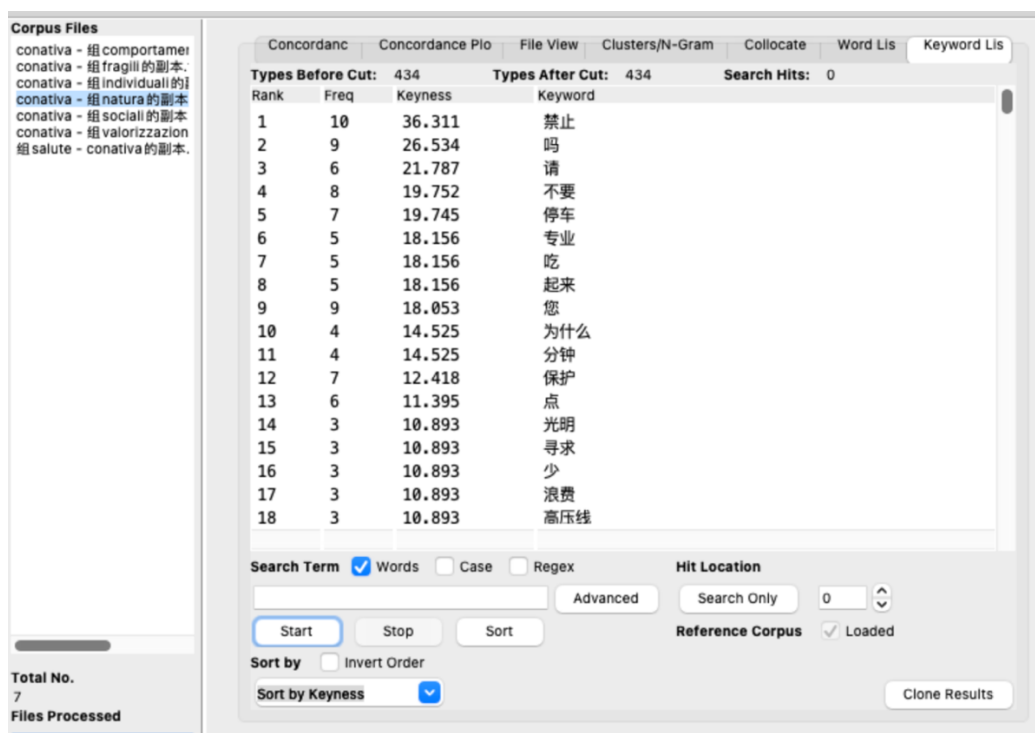 Corpus Files
conativa - 组comportamer
conativa - 组fragili的副本.
conativa - 组individuali的
conativa - 组natura的副本
conativa - 组sociali的副本
conativa - 组valorizzazion
组salute - conativa的副本.
Total No.
7
Files Processed
Concordanc Concordance Plo File View Clusters/N-Gram Collocate Word Lis Keyword Lis
Types Before Cut: 434 Types After Cut: 434 Search Hits: 0
Rank Freq Keyness Keyword
1 10 36.311 禁止
2 9 26.534 吗
3 6 21.787 请
4 8 19.752 不要
5 7 19.745 停车
6 5 18.156 专业
7 5 18.156 吃
8 5 18.156 起来
9 9 18.053 您
10 4 14.525 为什么
11 4 14.525 分钟
12 7 12.418 保护
13 6 11.395 点
14 3 10.893 光明
15 3 10.893 寻求
16 3 10.893 少
17 3 10.893 浪费
18 3 10.893 高压线
Search Term Words Case Regex Hit Location
Advanced Search Only 0
Start Stop Sort Reference Corpus Loaded
Sort by Invert Order
Sort by Keyness Clone Results